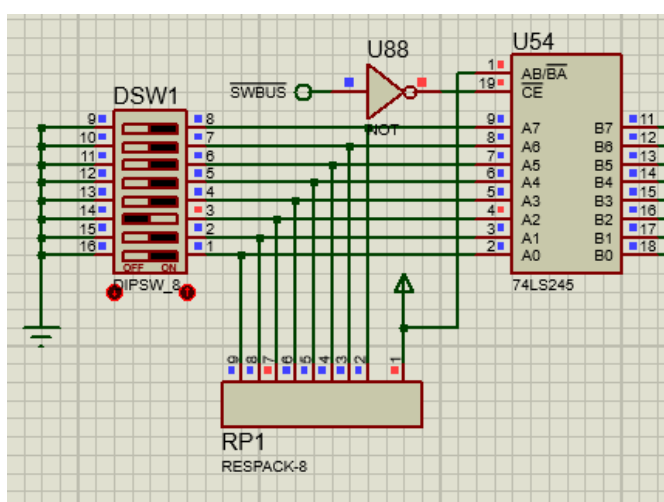 U88
U54
DSW1
SWBUS
NOT
1
19
AB/BA
CE
9
10
11
12
13
14
15
16
8
7
6
5
4
3
2
1
OFF ON
DIPSW_8
9
8
7
6
5
4
3
2
A7
A6
A5
A4
A3
A2
A1
A0
B7
B6
B5
B4
B3
B2
B1
B0
11
12
13
14
15
16
17
18
74LS245
9
8
7
6
5
4
3
2
1
RP1
RESPACK-8